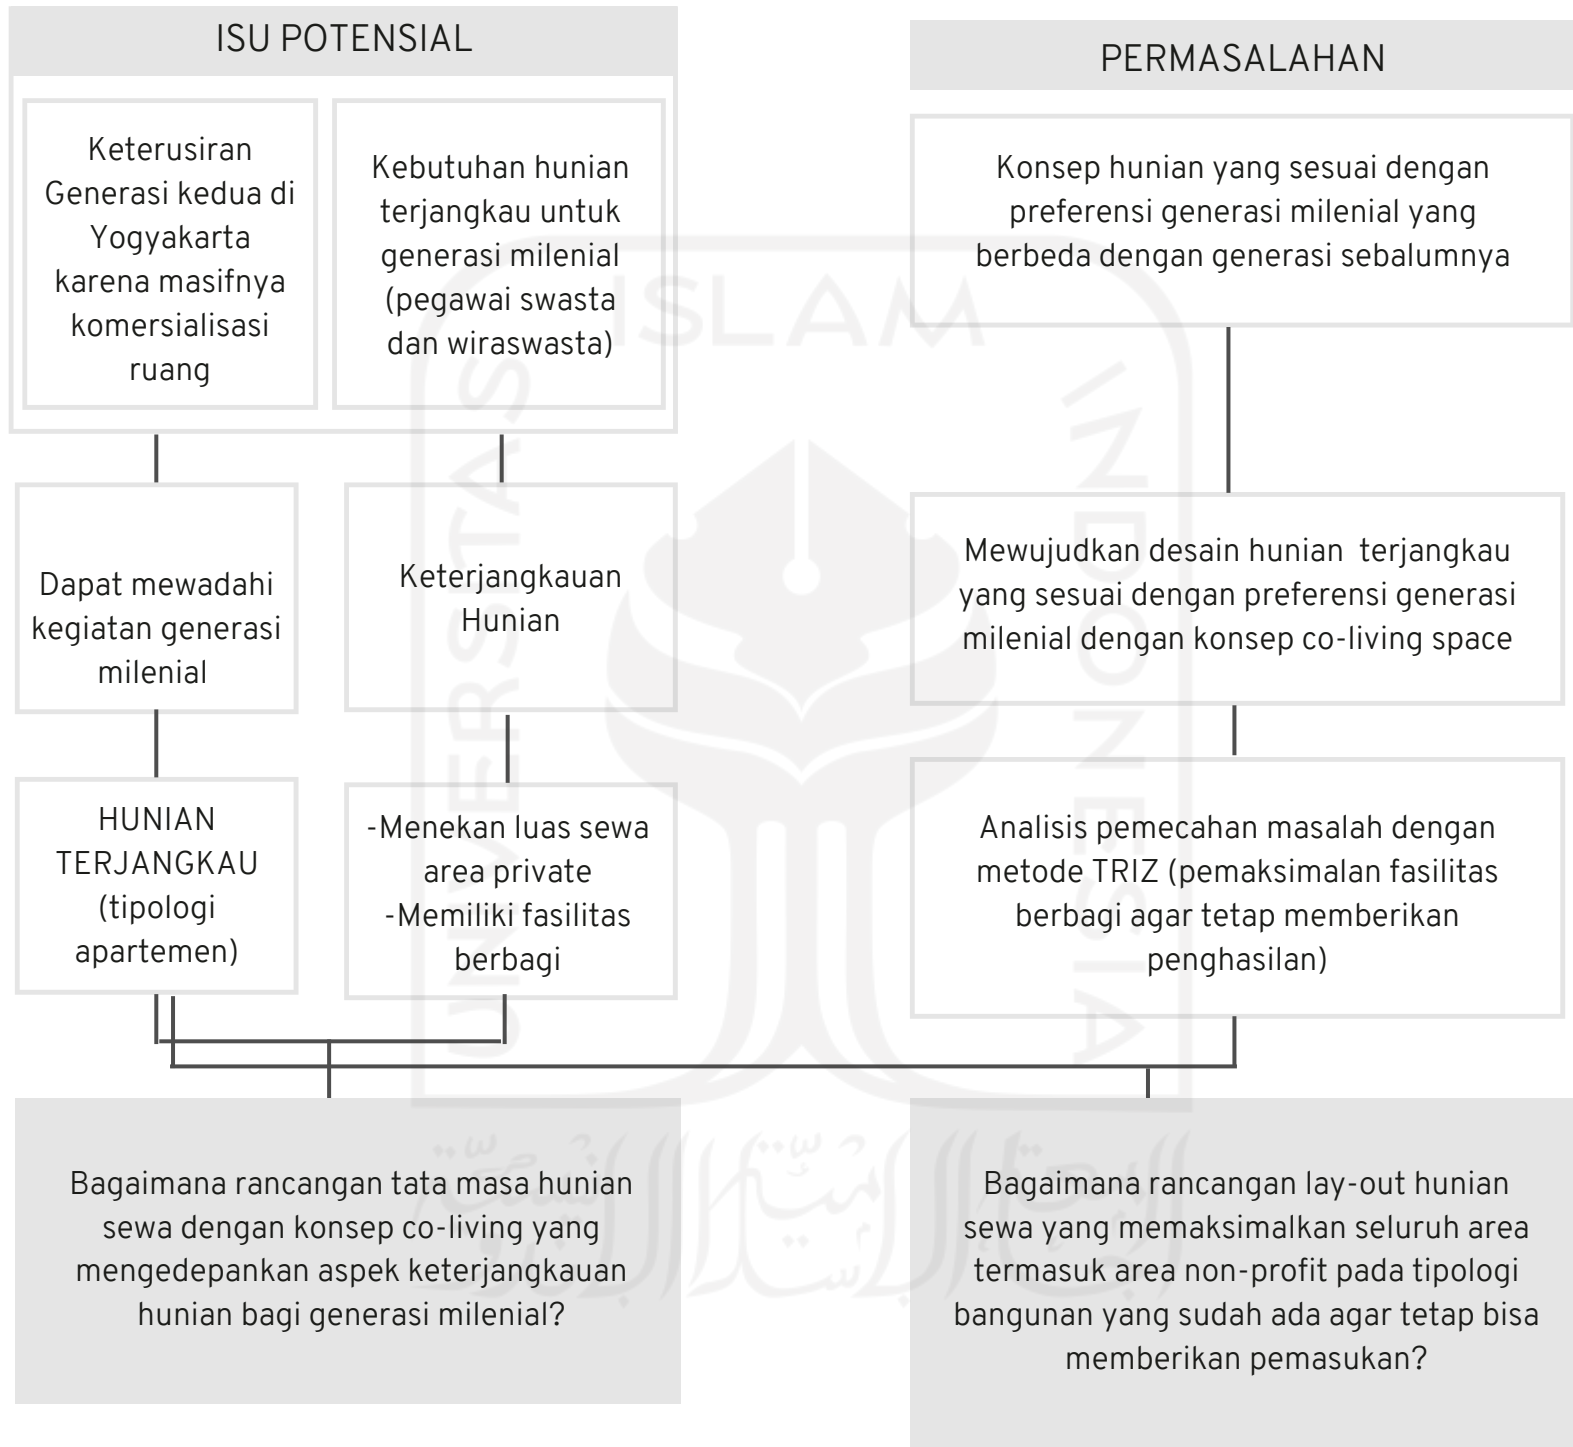 ISU POTENSIAL
Keterusiran
Generasi kedua di
Yogyakarta
karena masifnya
komersialisasi
ruang
Kebutuhan hunian
terjangkau untuk
generasi milenial
(pegawai swasta
dan wiraswasta)
Dapat mewadahi
kegiatan generasi
milenial
Keterjangkauan
Hunian
HUNIAN
TERJANGKAU
(tipologi
apartemen)
-Menekan luas sewa
area private
-Memiliki fasilitas
berbagi
PERMASALAHAN
Konsep hunian yang sesuai dengan
preferensi generasi milenial yang
berbeda dengan generasi sebalumnya
Mewujudkan desain hunian terjangkau
yang sesuai dengan preferensi generasi
milenial dengan konsep co-living space
Analisis pemecahan masalah dengan
metode TRIZ (pemaksimalan fasilitas
berbagi agar tetap memberikan
penghasilan)
Bagaimana rancangan tata masa hunian
sewa dengan konsep co-living yang
mengedepankan aspek keterjangkauan
hunian bagi generasi milenial?
Bagaimana rancangan lay-out hunian
sewa yang memaksimalkan seluruh area
termasuk area non-profit pada tipologi
bangunan yang sudah ada agar tetap bisa
memberikan pemasukan?
UNIVERSITAS
ISLAM
INDONESIA